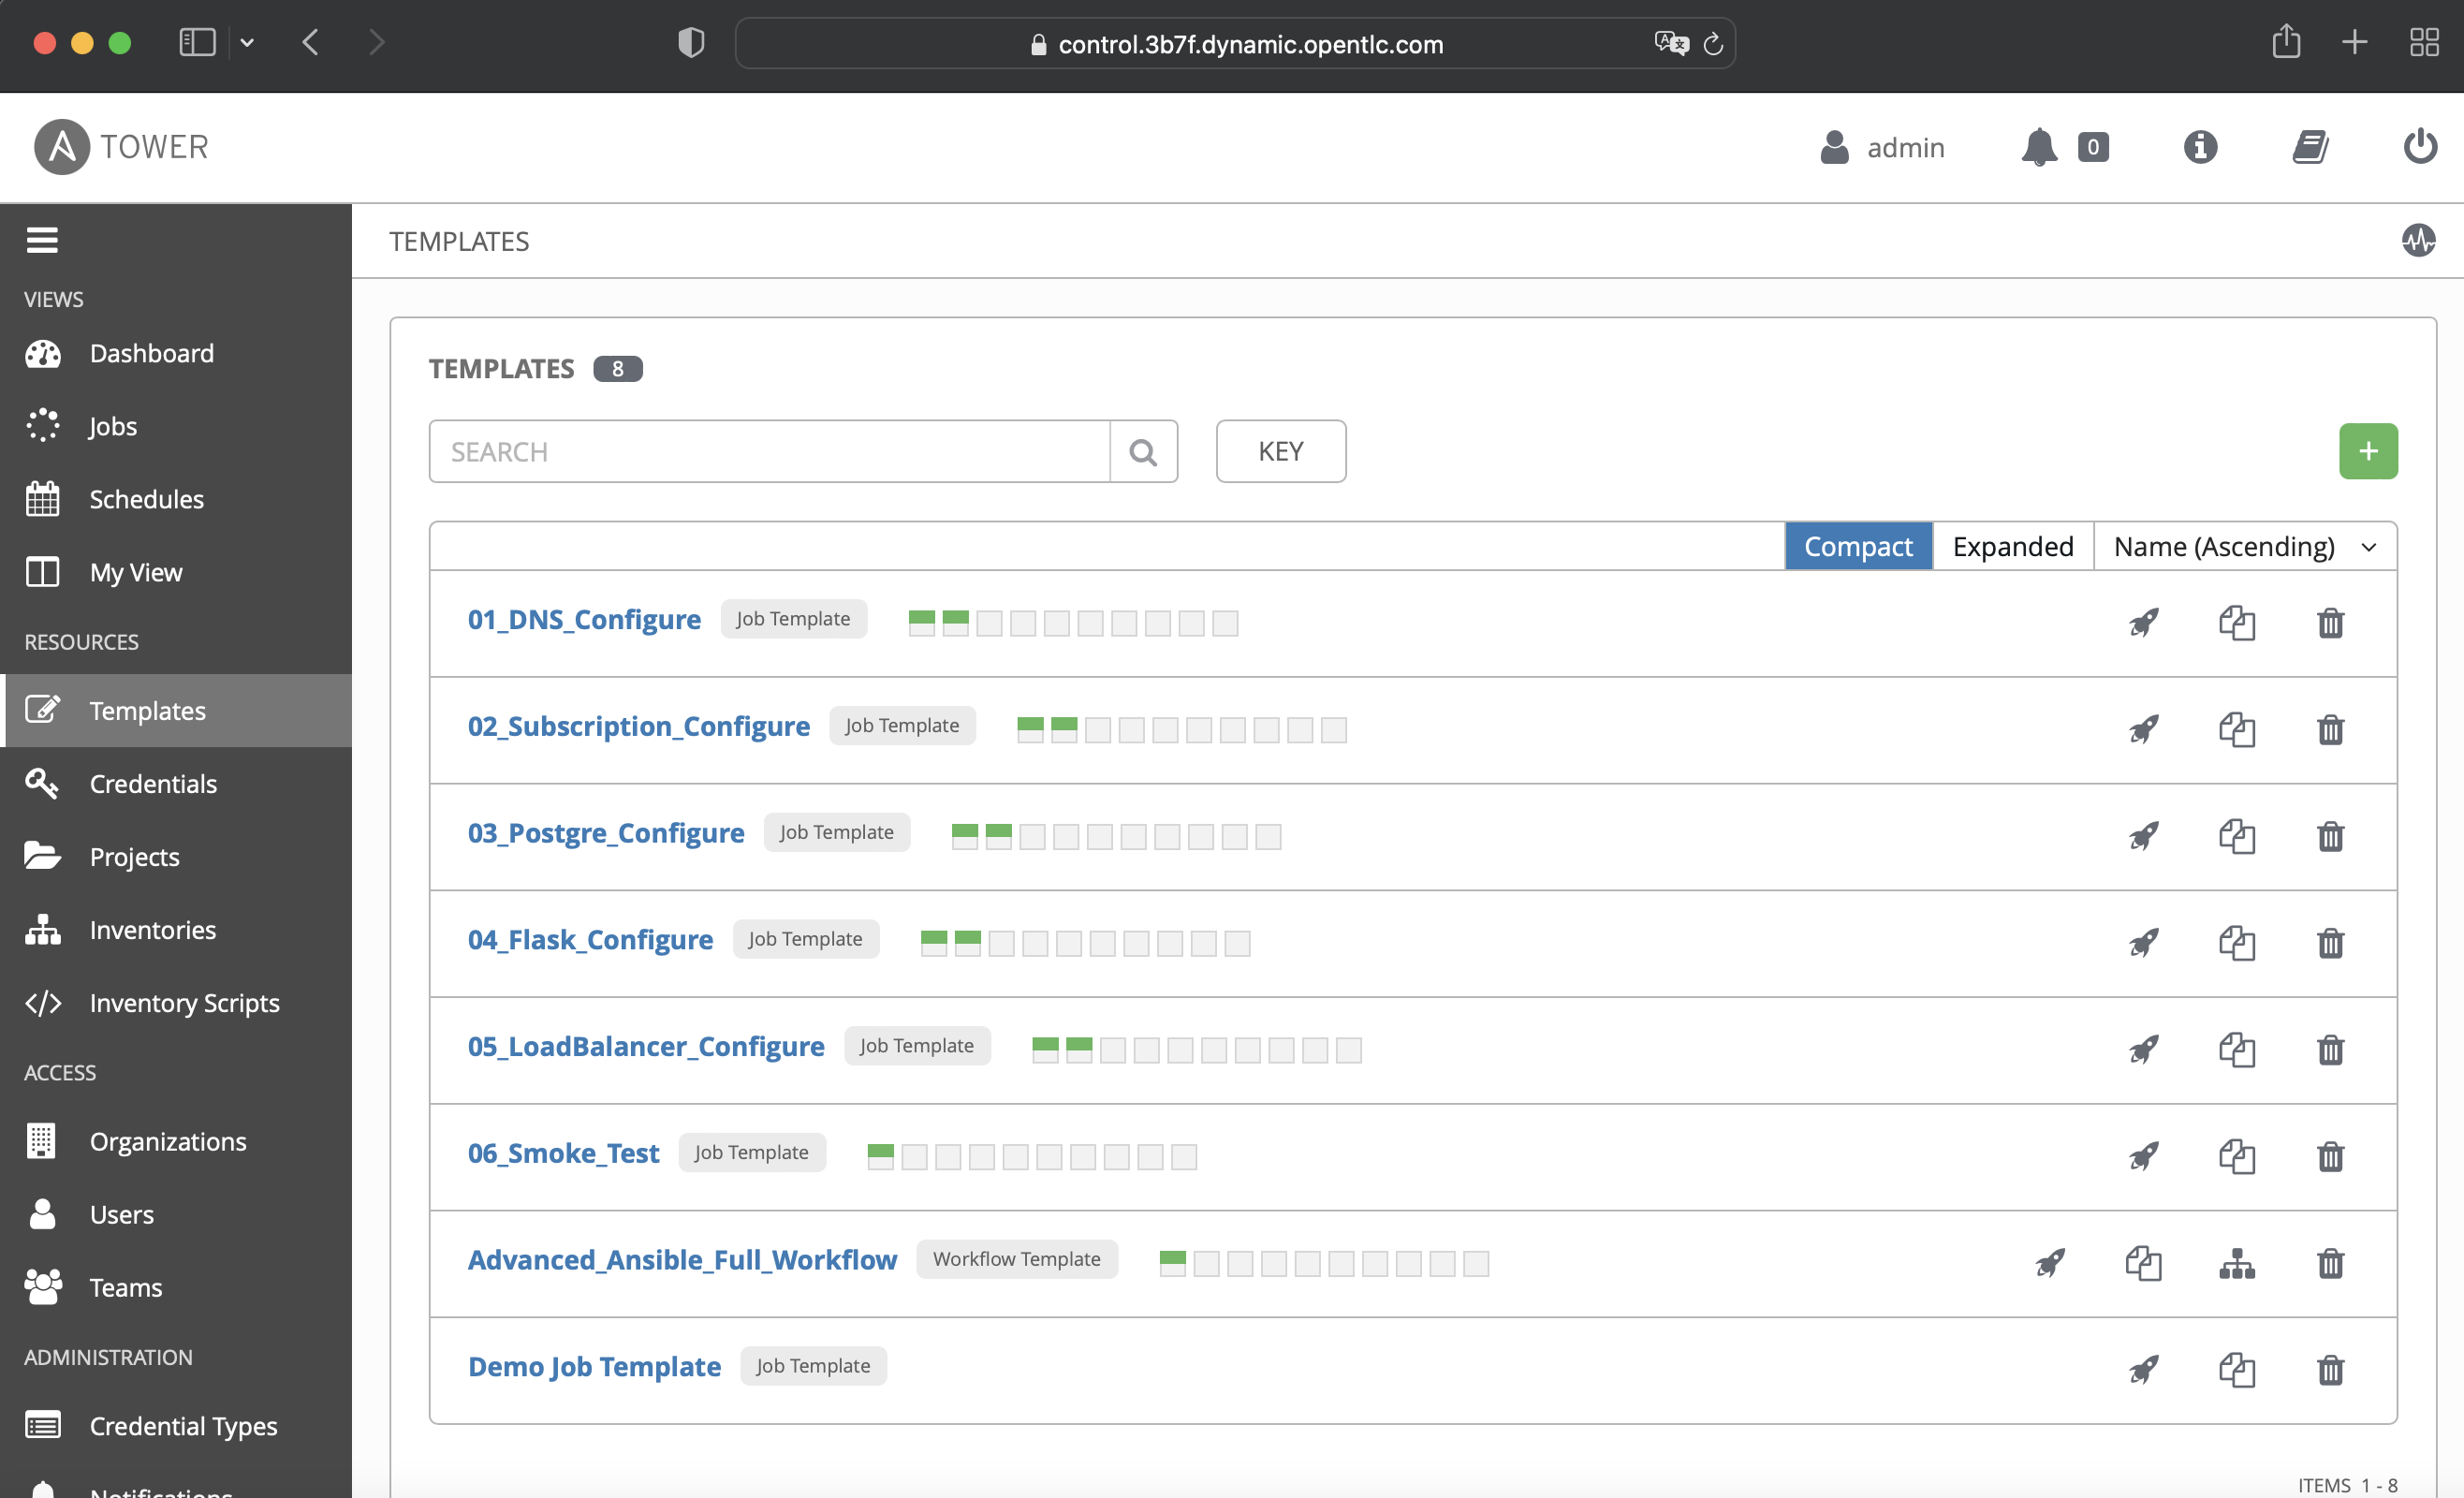 control.3b7f.dynamic.opentlc.com
TOWER
admin
0
TEMPLATES
VIEWS
Dashboard
Jobs
Schedules
My View
RESOURCES
Templates
Credentials
Projects
Inventories
Inventory Scripts
ACCESS
Organizations
Users
Teams
ADMINISTRATION
Credential Types
Notifications
TEMPLATES 8
SEARCH
KEY
+
Compact Expanded Name (Ascending)
01_DNS_Configure Job Template
02_Subscription_Configure Job Template
03_Postgre_Configure Job Template
04_Flask_Configure Job Template
05_LoadBalancer_Configure Job Template
06_Smoke_Test Job Template
Advanced_Ansible_Full_Workflow Workflow Template
Demo Job Template Job Template
ITEMS 1 - 8